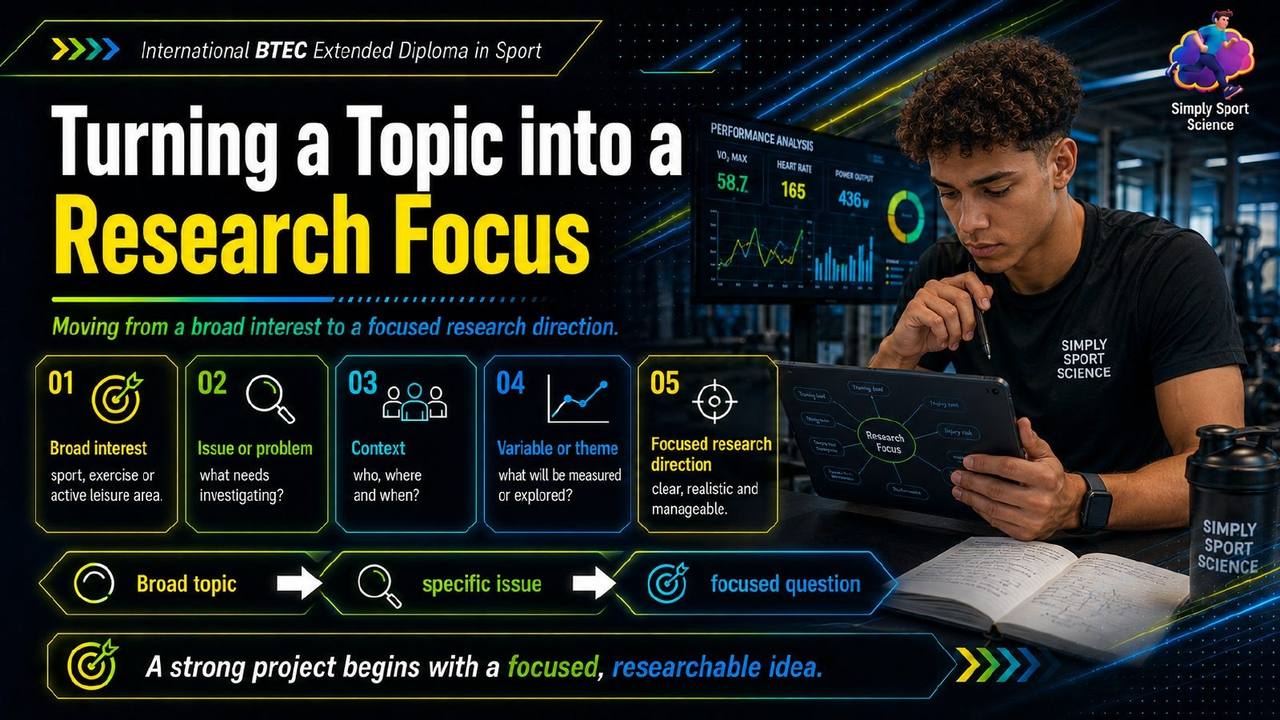 International BTEC Extended Diploma in Sport
Simply Sport
Science
Turning a Topic into a
Research Focus
Moving from a broad interest to a focused research direction.
PERFORMANCE ANALYSIS
VO₂ MAX
58.7
HEART RATE
165
POWER OUTPUT
436 w
01
Broad interest
sport, exercise or
active leisure area.
02
Issue or problem
what needs
investigating?
03
Context
who, where
and when?
04
Variable or theme
what will be measured
or explored?
05
Focused research
direction
clear, realistic and
manageable.
SIMPLY
SPORT
SCIENCE
Research
Focus
Training load
Injury risk
SIMPLY
SPORT
SCIENCE
Broad topic
specific issue
focused question
A strong project begins with a focused, researchable idea.